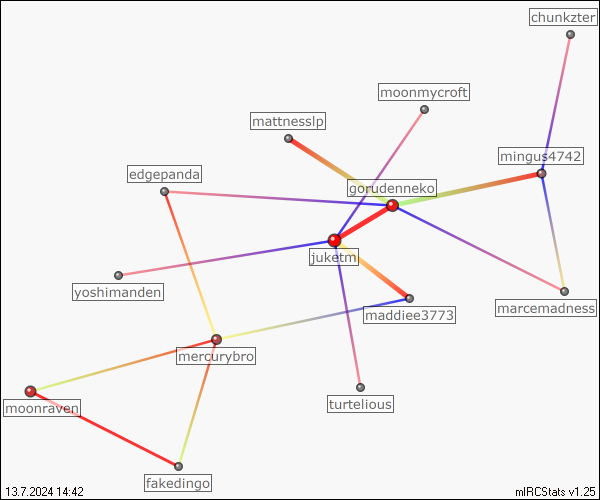 chunkzter
moonmycroft
mattnesslp
mingus4742
edgepanda
gorudenneko
juketm
yoshimanden
marcemadness
maddiee3773
mercurybro
turtelious
moonraven
fakedingo
13.7.2024 14:42
mIRCStats v1.25